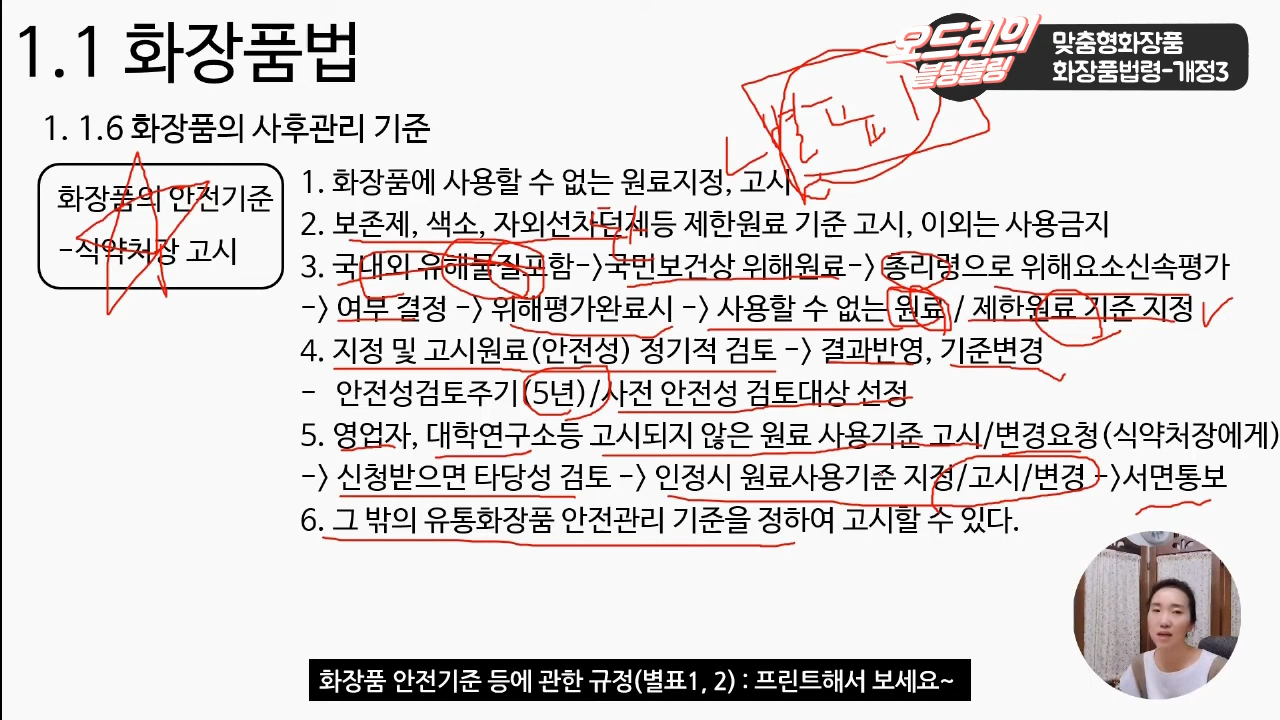 1.1 화장품법
오드리의
블링블링
맞춤형화장품
화장품법령-개정3
1. 1.6 화장품의 사후관리 기준
화장품의 안전기준
-식약처장 고시
1. 화장품에 사용할 수 없는 원료지정, 고시
2. 보존제, 색소, 자외선차단제등 제한원료 기준 고시, 이외는 사용금지
3. 국내외 유해물질포함->국민보건상 위해원료-> 총리령으로 위해요소신속평가
-> 여부 결정 -> 위해평가완료시 -> 사용할 수 없는 원료 / 제한원료 기준 지정
4. 지정 및 고시원료(안전성) 정기적 검토 -> 결과반영, 기준변경
- 안전성검토주기(5년)/사전 안전성 검토대상 선정
5. 영업자, 대학연구소등 고시되지 않은 원료 사용기준 고시/변경요청(식약처장에게)
-> 신청받으면 타당성 검토 -> 인정시 원료사용기준 지정/고시/변경 ->서면통보
6. 그 밖의 유통화장품 안전관리 기준을 정하여 고시할 수 있다.
화장품 안전기준 등에 관한 규정(별표1, 2) : 프린트해서 보세요~